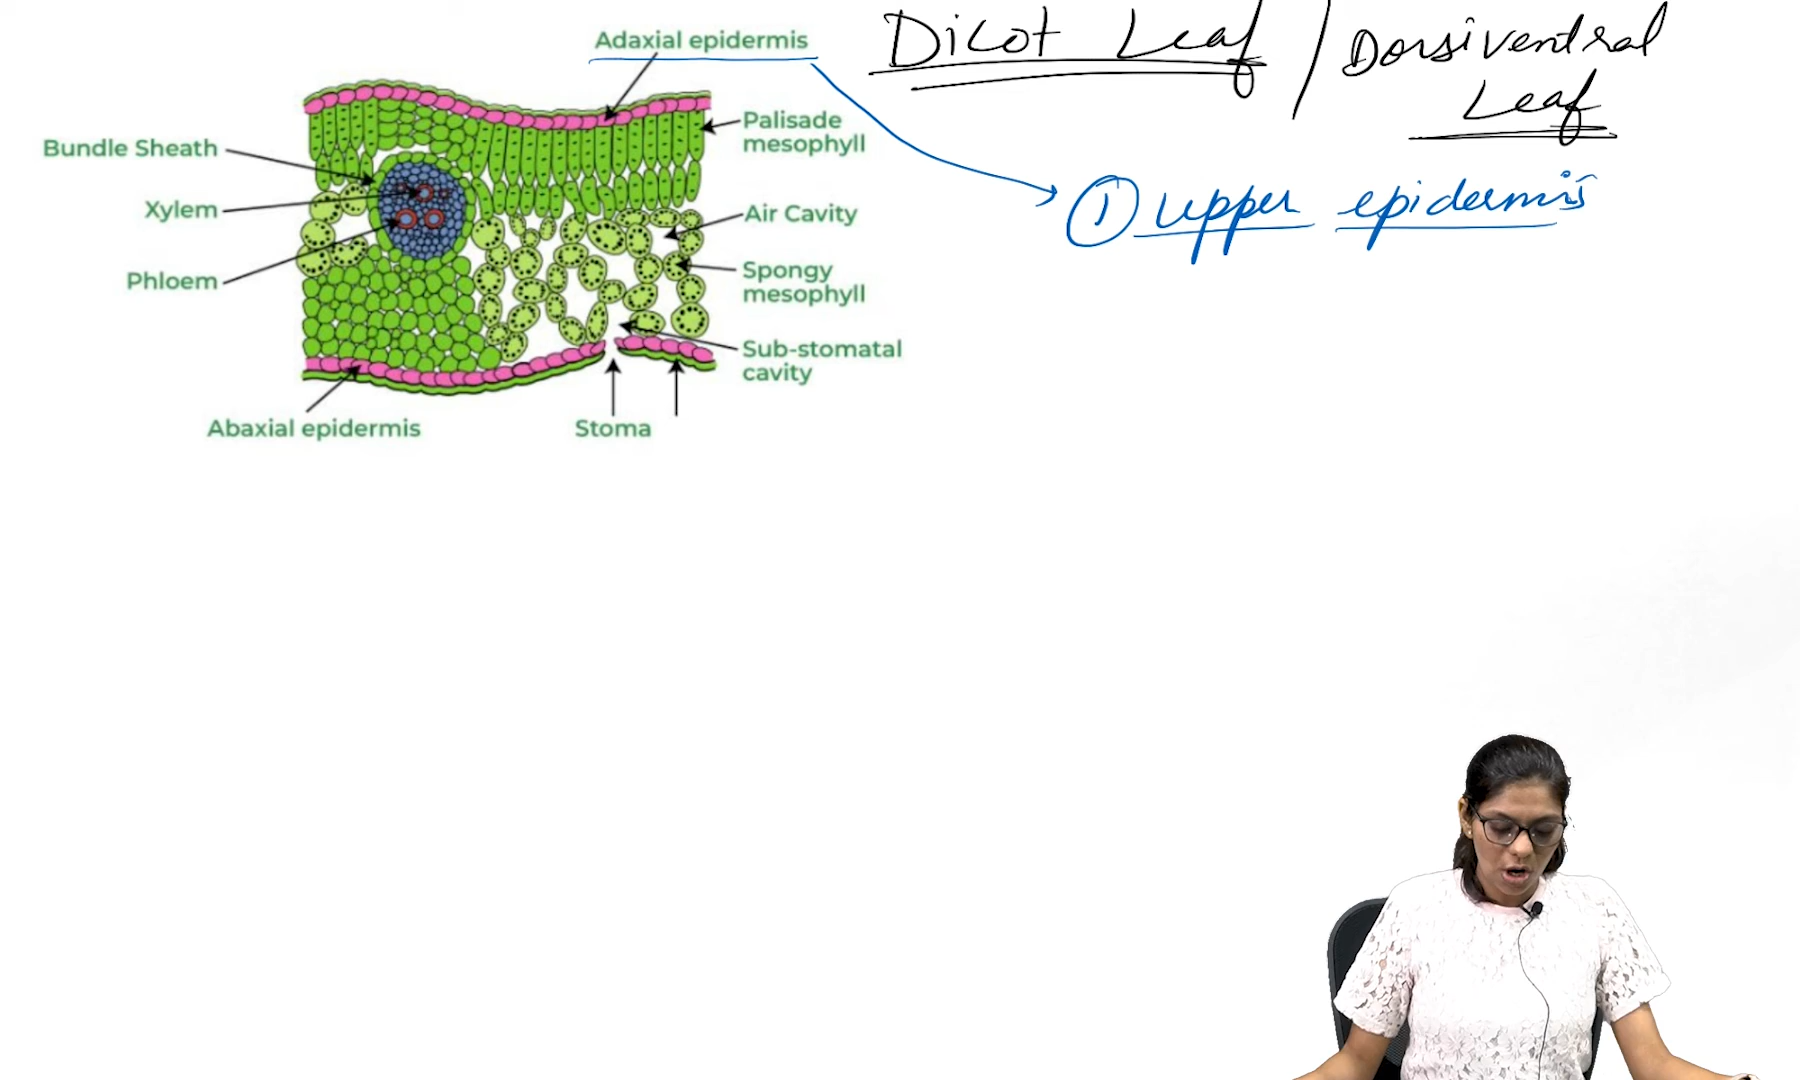 Adaxial epidermis
Dicot Leaf / Dorsiventral
Leaf
Palisade
mesophyll
Bundle Sheath
① upper epidermis
Xylem
Air Cavity
Phloem
Spongy
mesophyll
Sub-stomatal
cavity
Abaxial epidermis
Stoma